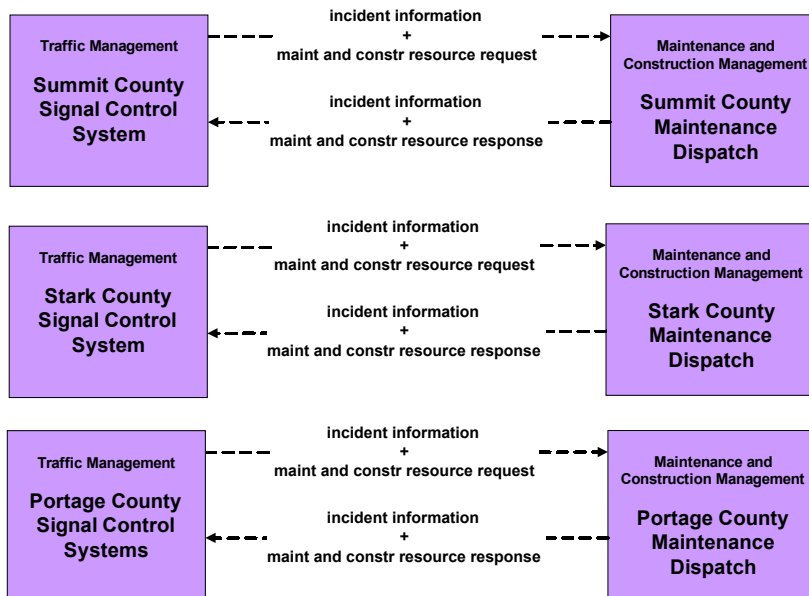 Traffic Management
Summit County
Signal Control
System
incident information
+
maint and constr resource request
incident information
+
maint and constr resource response
Maintenance and
Construction Management
Summit County
Maintenance
Dispatch
Traffic Management
Stark County
Signal Control
System
incident information
+
maint and constr resource request
incident information
+
maint and constr resource response
Maintenance and
Construction Management
Stark County
Maintenance
Dispatch
Traffic Management
Portage County
Signal Control
Systems
incident information
+
maint and constr resource request
incident information
+
maint and constr resource response
Maintenance and
Construction Management
Portage County
Maintenance
Dispatch